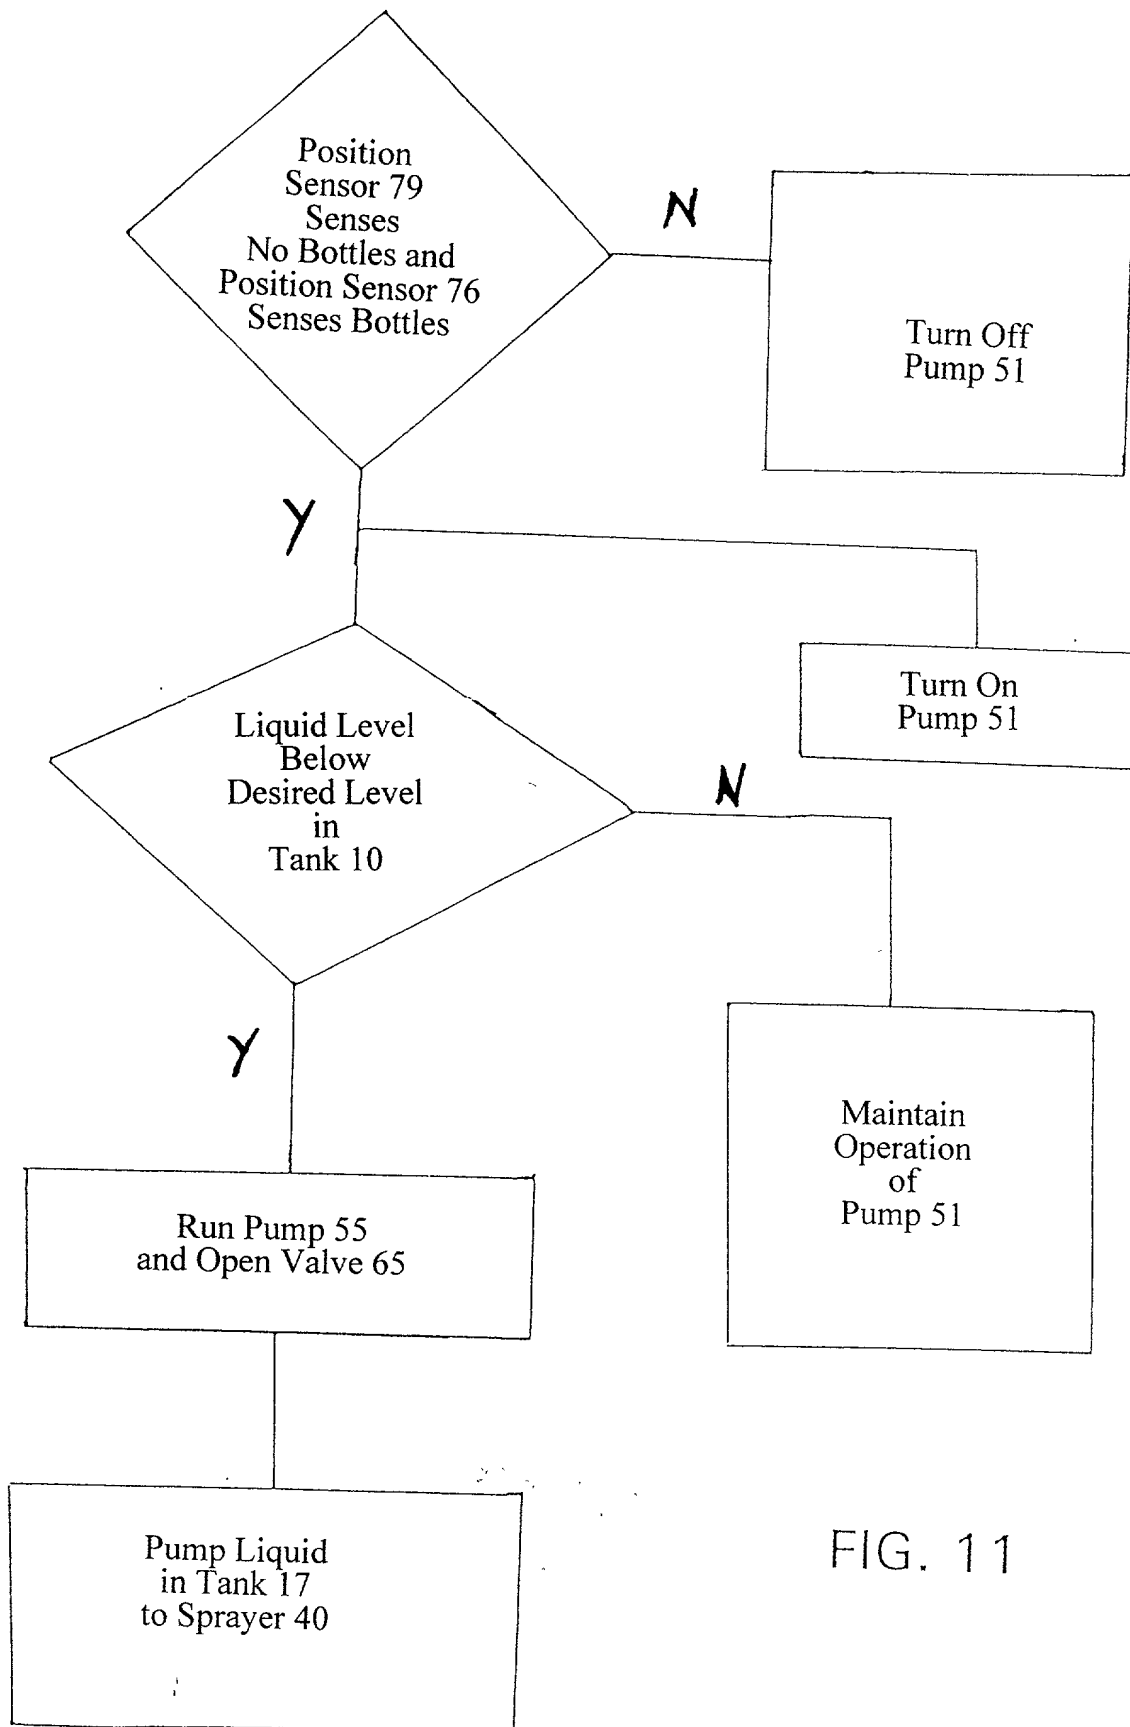 Position
Sensor 79
Senses
No Bottles and
Position Sensor 76
Senses Bottles
N
Turn Off
Pump 51
Y
Turn On
Pump 51
Liquid Level
Below
Desired Level
in
Tank 10
N
Y
Maintain
Operation
of
Pump 51
Run Pump 55
and Open Valve 65
Pump Liquid
in Tank 17
to Sprayer 40
FIG. 11